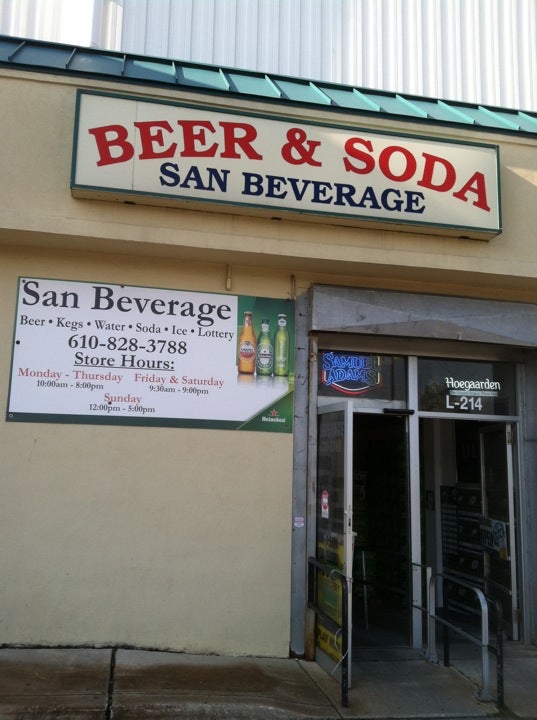 BEER & SODA
SAN BEVERAGE
San Beverage
Beer • Kegs • Water • Soda • Ice • Lottery
610-828-3788
Store Hours:
Monday - Thursday Friday & Saturday
10:00am - 8:00pm 9:30am - 9:00pm
Sunday
12:00pm - 5:00pm
Heineken
SAMUEL
ADAMS
Hoegaarden
L-214